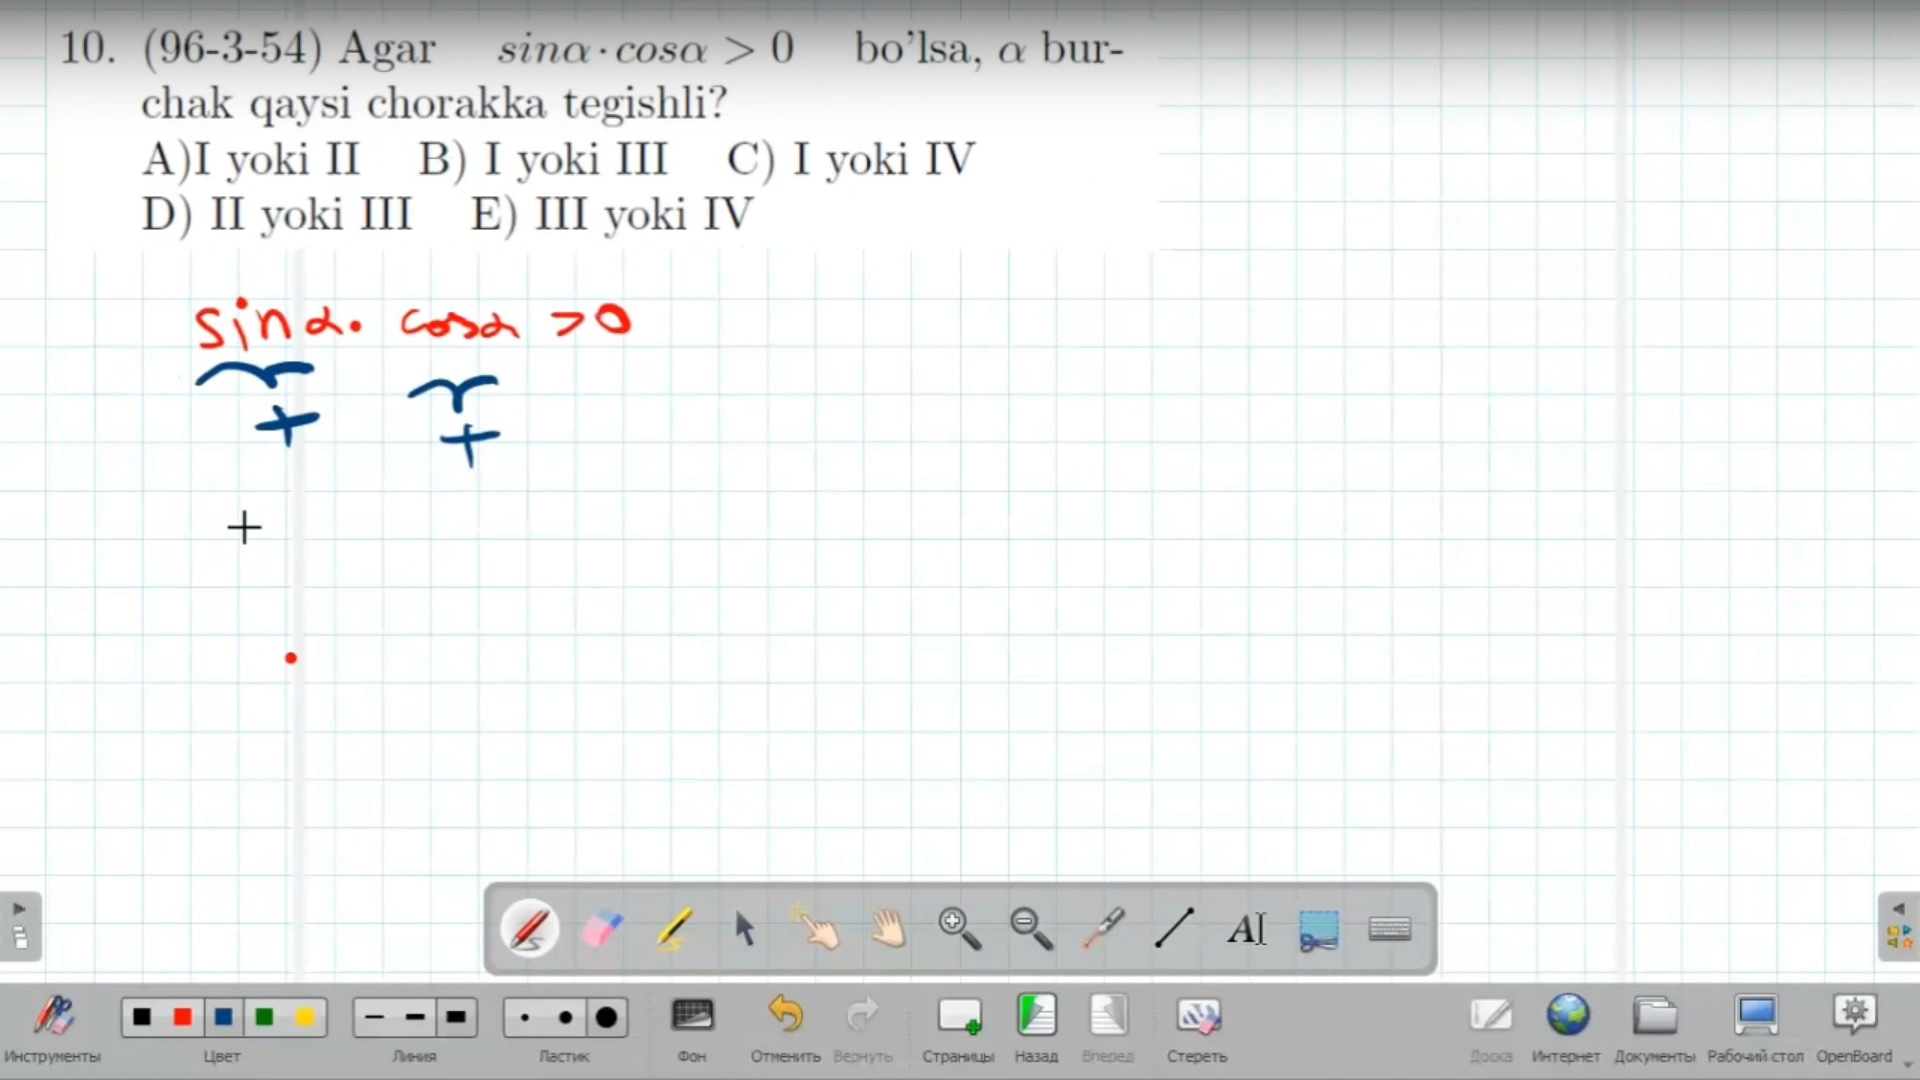 10. (96-3-54) Agar sinα·cosα > 0 bo'lsa, α bur-
chak qaysi chorakka tegishli?
A)I yoki II B) I yoki III C) I yoki IV
D) II yoki III E) III yoki IV
sinα· cosα >0
+ +
Инструменты Цвет Линия Ластик Фон Отменить Вернуть Страницы Назад Вперед Стереть Доска Интернет Документы Рабочий стол OpenBoard